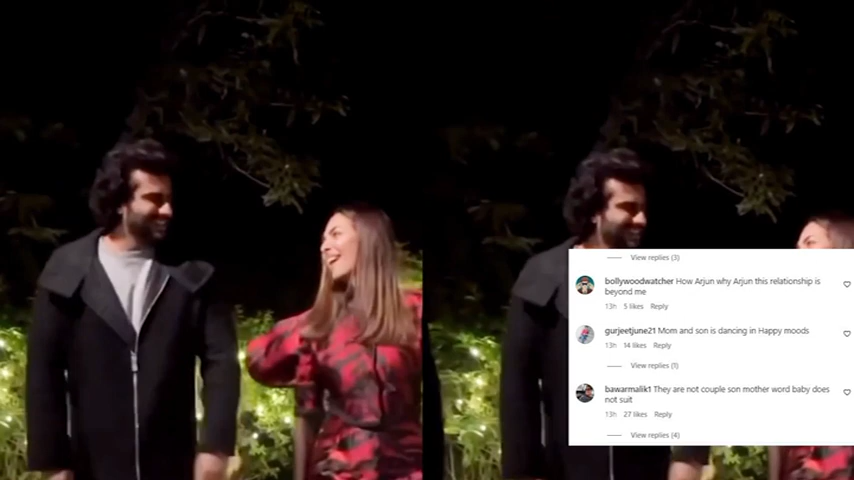 View replies (3)
bollywoodwatcher How Arjun why Arjun this relationship is
beyond me
13h 5 likes Reply
gurjeetjune21 Mom and son is dancing in Happy moods
13h 14 likes Reply
View replies (1)
bawarmalik1 They are not couple son mother word baby does
not suit
13h 27 likes Reply
View replies (4)